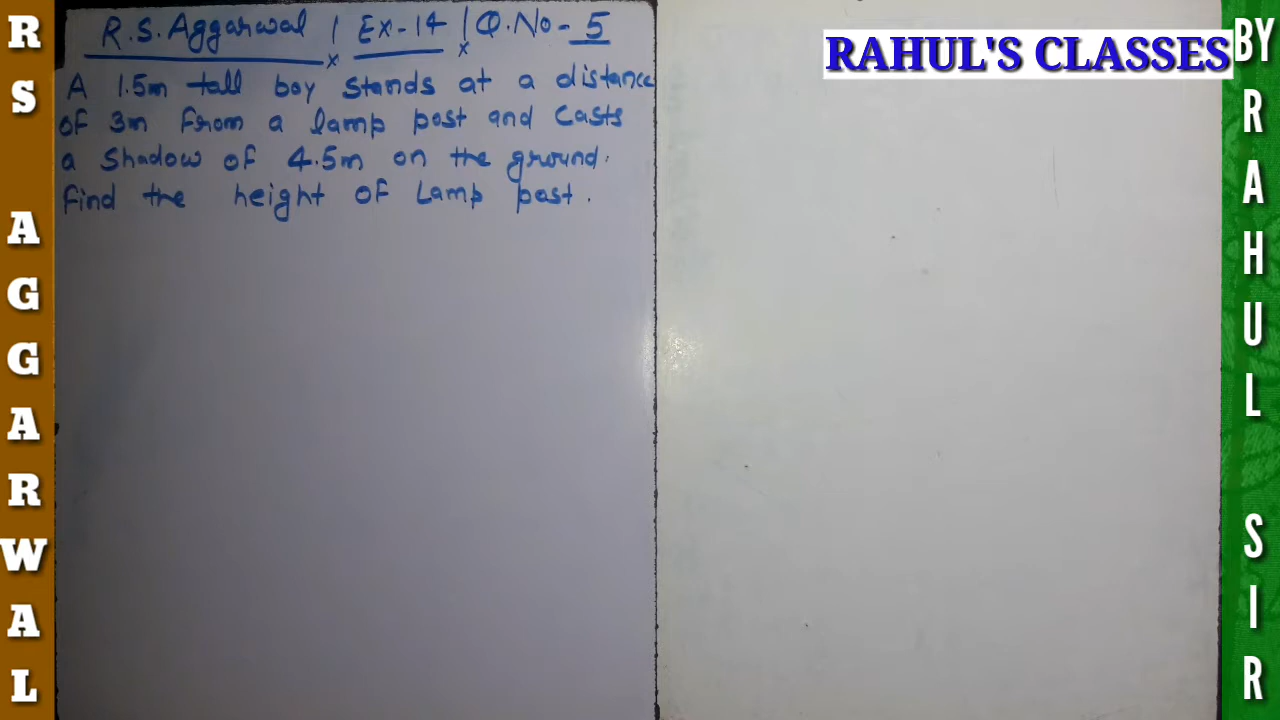 RS AGGARWAL
R.S. Aggarwal | Ex-14 | Q.No- 5
A 1.5m tall boy stands at a distance
of 3m from a lamp post and casts
a shadow of 4.5m on the ground.
Find the height of Lamp post.
RAHUL'S CLASSES
BY RAHUL SIR